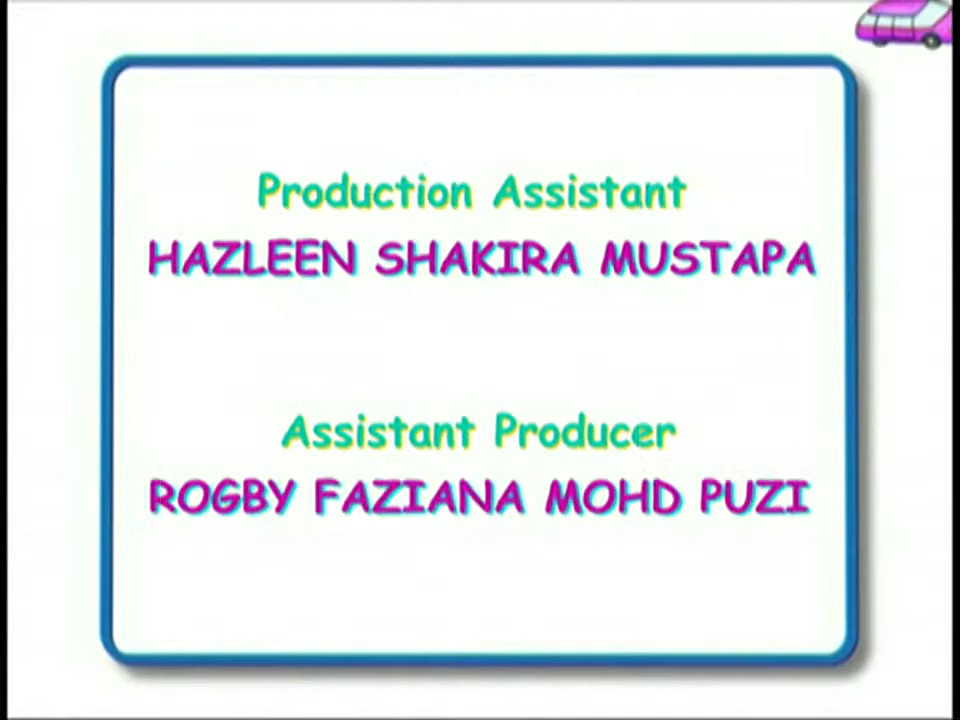 Production Assistant
HAZLEEN SHAKIRA MUSTAPA
Assistant Producer
ROGBY FAZIANA MOHD PUZI